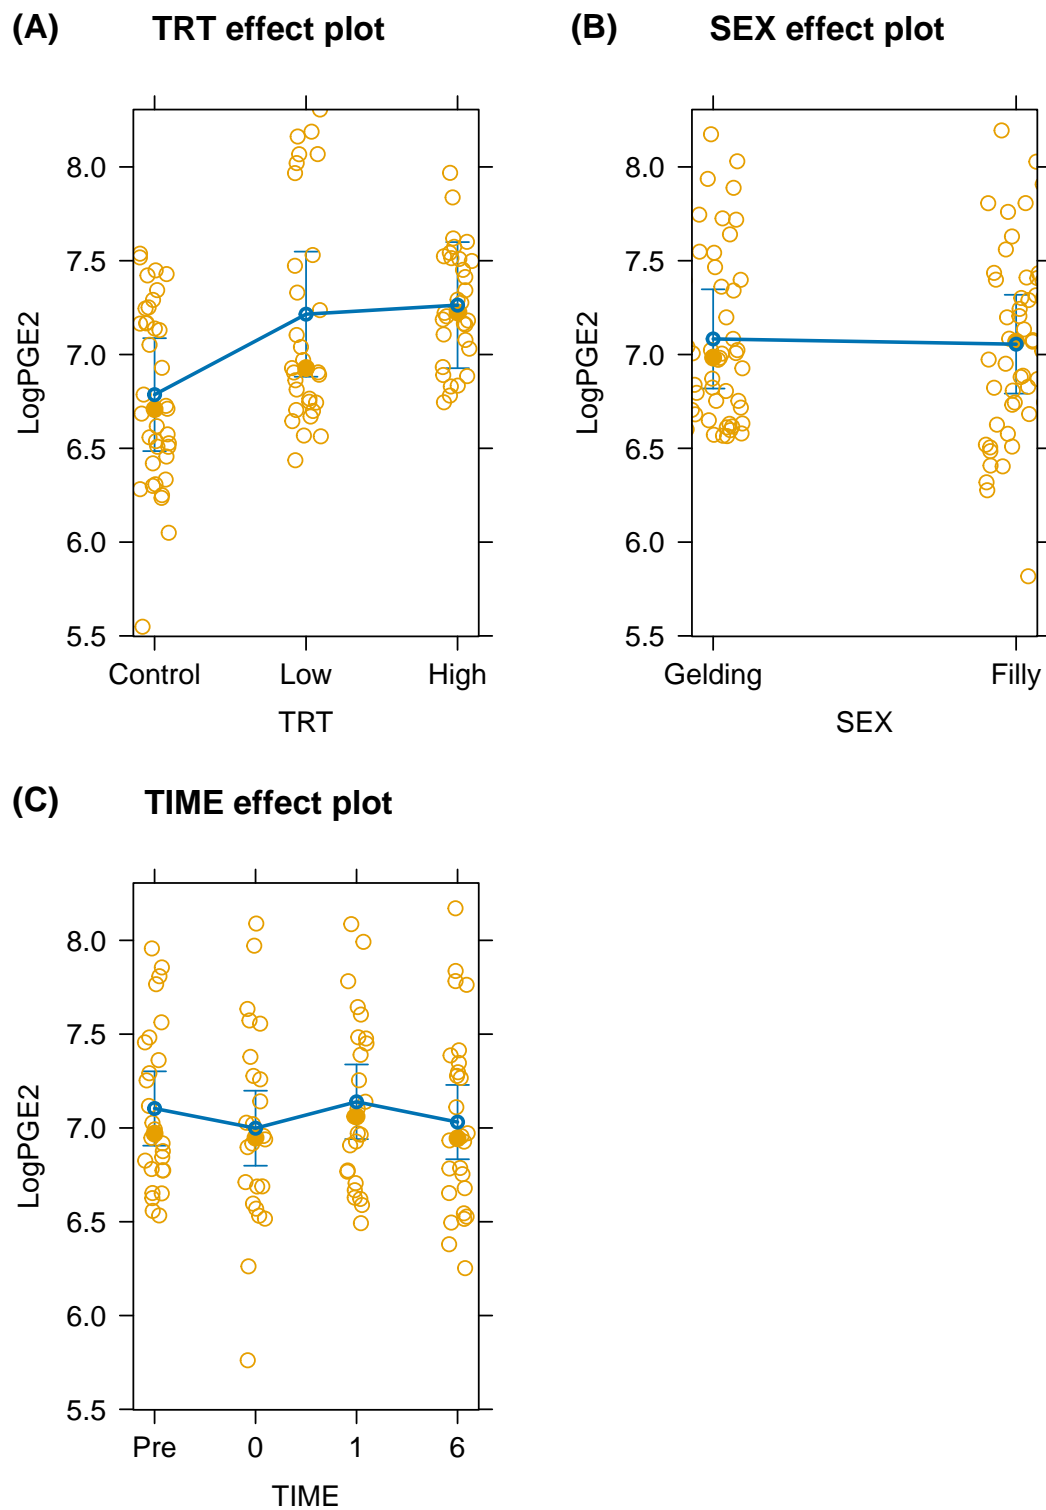 (A) TRT effect plot
8.0
7.5
7.0
6.5
6.0
5.5
LogPGE2
Control Low High
TRT
(B) SEX effect plot
8.0
7.5
7.0
6.5
6.0
5.5
LogPGE2
Gelding Filly
SEX
(C) TIME effect plot
8.0
7.5
7.0
6.5
6.0
5.5
LogPGE2
Pre 0 1 6
TIME